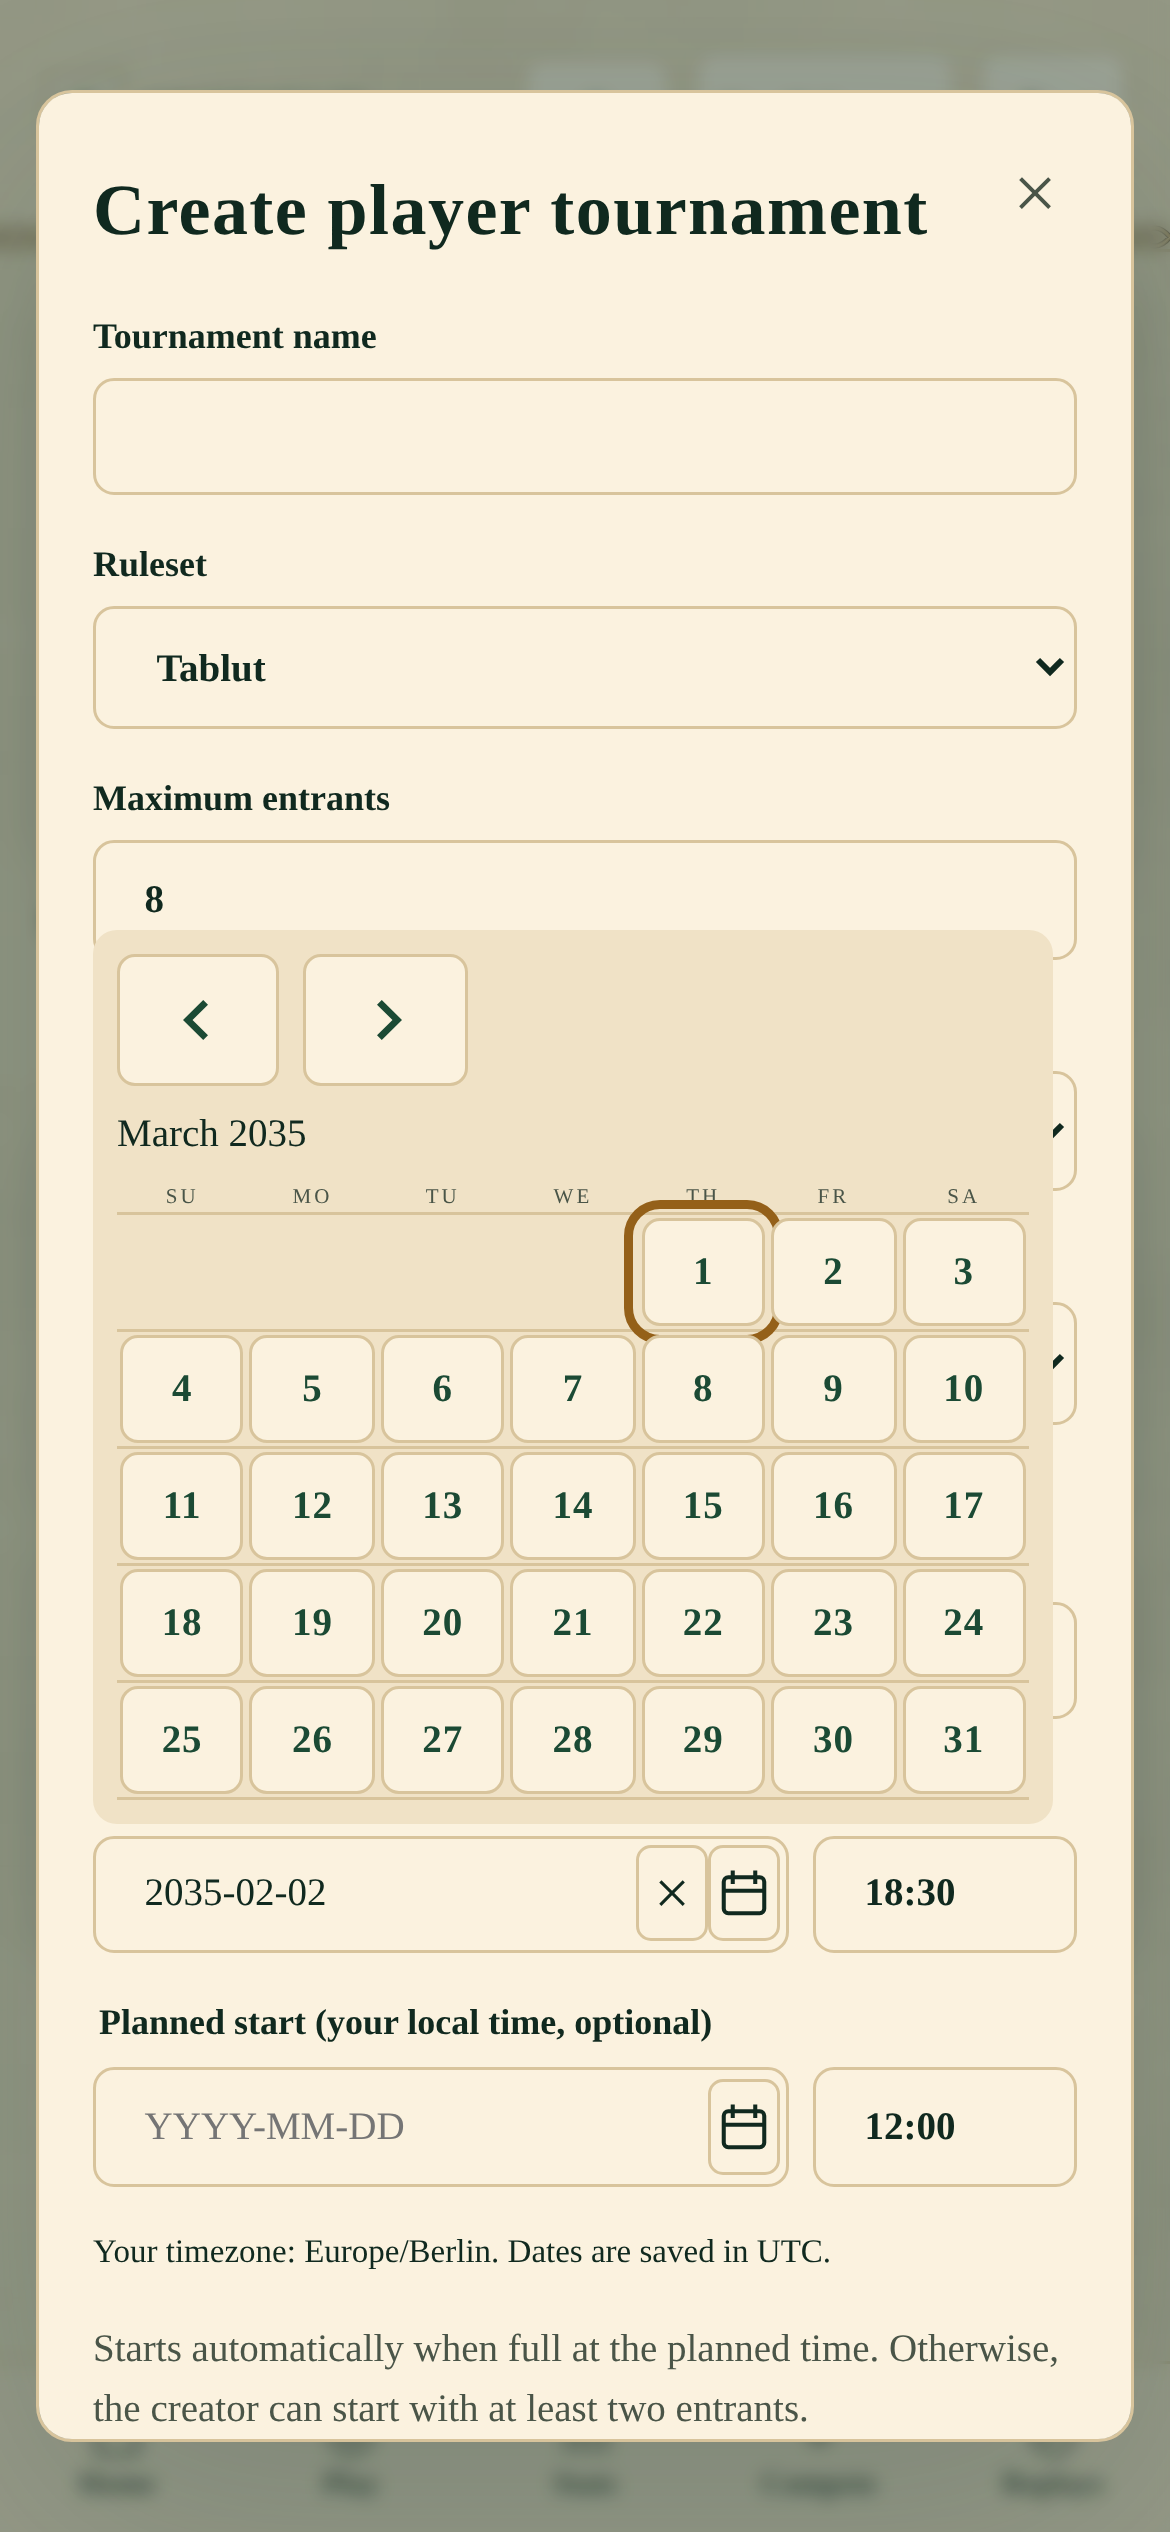 Create player tournament
Tournament name
Ruleset
Tablut
Maximum entrants
8
March 2035
SU MO TU WE TH FR SA
1 2 3
4 5 6 7 8 9 10
11 12 13 14 15 16 17
18 19 20 21 22 23 24
25 26 27 28 29 30 31
2035-02-02 18:30
Planned start (your local time, optional)
YYYY-MM-DD 12:00
Your timezone: Europe/Berlin. Dates are saved in UTC.
Starts automatically when full at the planned time. Otherwise,
the creator can start with at least two entrants.